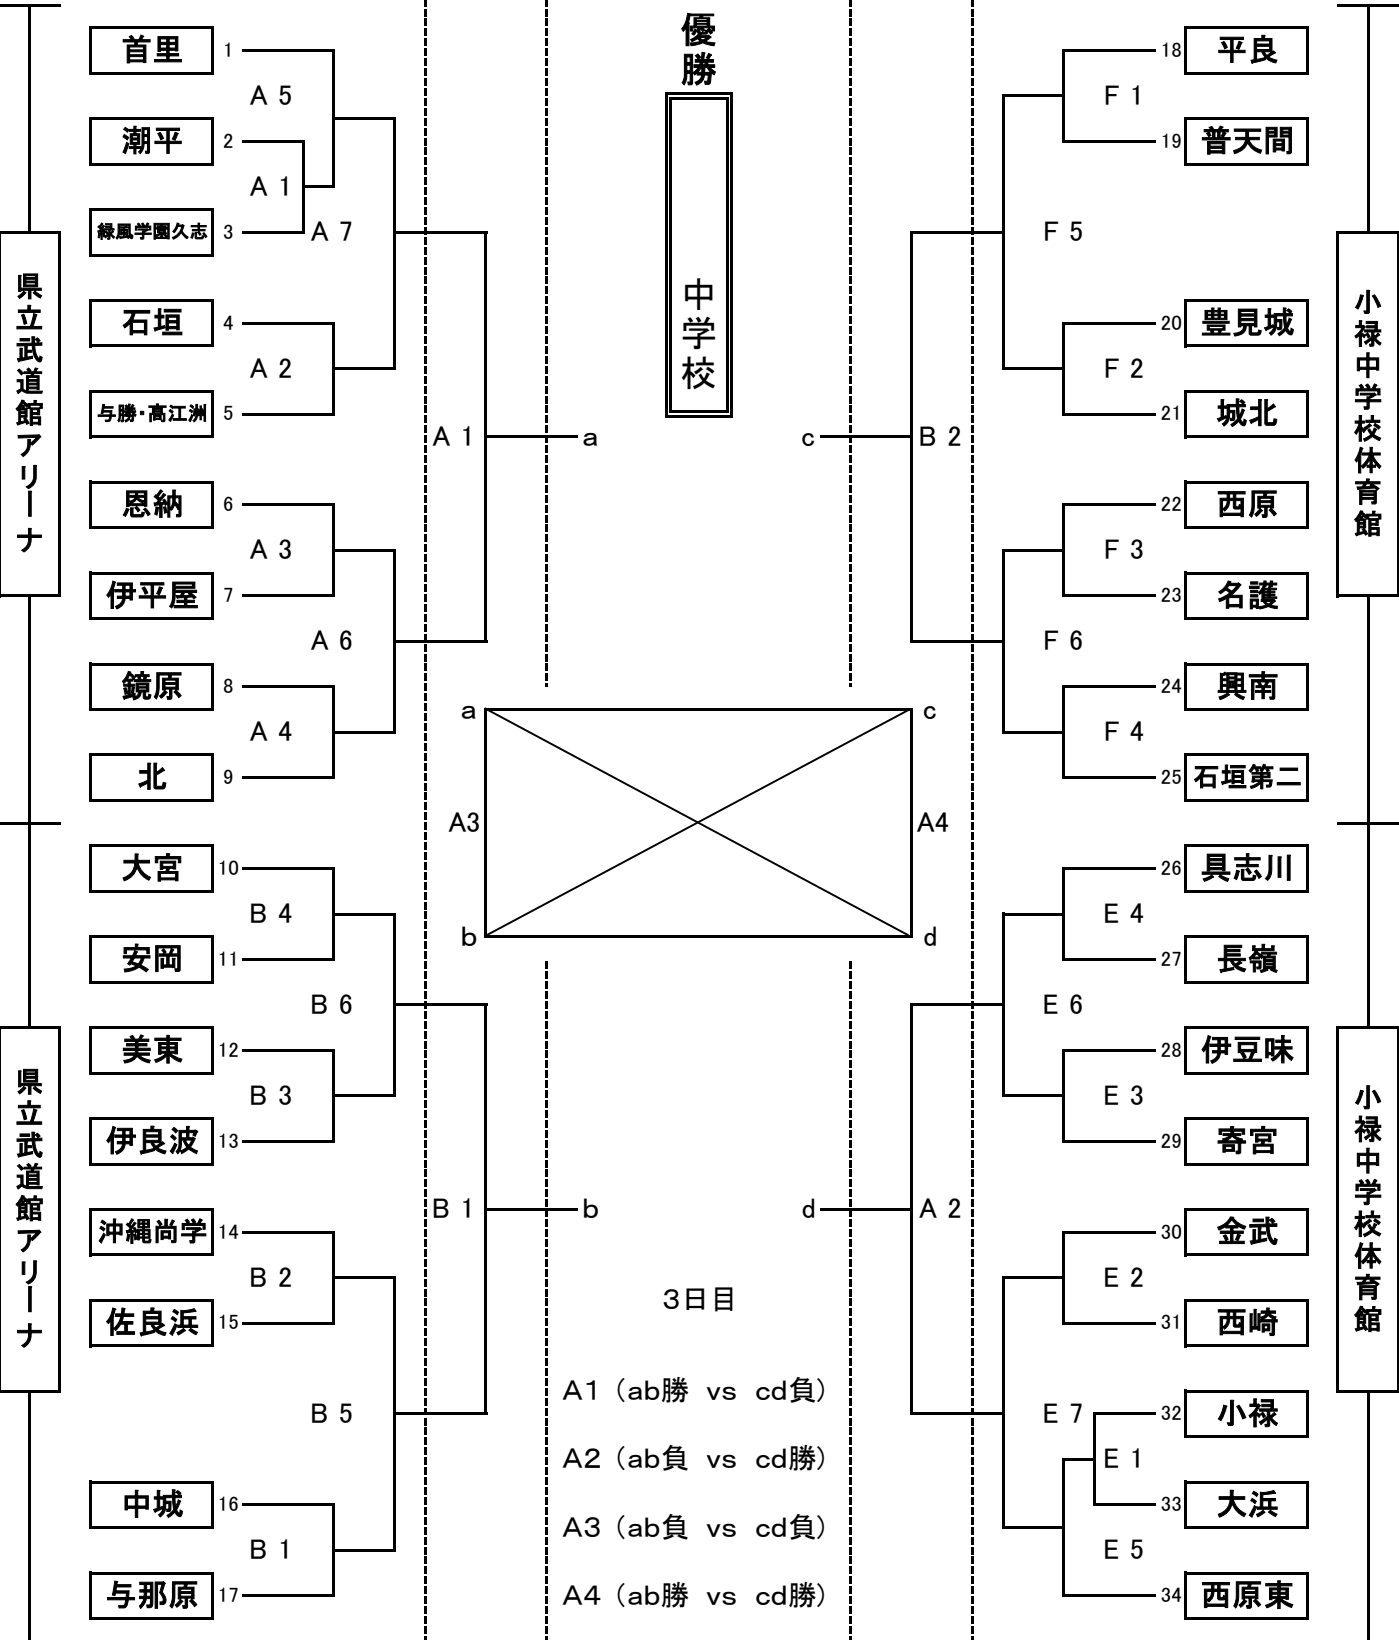 優勝
中学校
県立武道館アリーナ
県立武道館アリーナ
首里 1
A 5
潮平 2
A 1
緑風学園久志 3
A 7
石垣 4
A 2
与勝・高江洲 5
A 1
a
恩納 6
A 3
伊平屋 7
A 6
鏡原 8
A 4
北 9
大宮 10
B 4
安岡 11
B 6
美東 12
B 3
伊良波 13
B 1
b
沖縄尚学 14
B 2
佐良浜 15
B 5
中城 16
B 1
与那原 17
a
c
A3
A4
b
d
3日目
A1（ab勝 vs cd負）
A2（ab負 vs cd勝）
A3（ab負 vs cd負）
A4（ab勝 vs cd勝）
18 平良
F 1
19 普天間
F 5
20 豊見城
F 2
21 城北
c
B 2
22 西原
F 3
23 名護
F 6
24 興南
F 4
25 石垣第二
26 具志川
E 4
27 長嶺
E 6
28 伊豆味
E 3
29 寄宮
d
A 2
30 金武
E 2
31 西崎
E 7
32 小禄
E 1
33 大浜
E 5
34 西原東
小禄中学校体育館
小禄中学校体育館